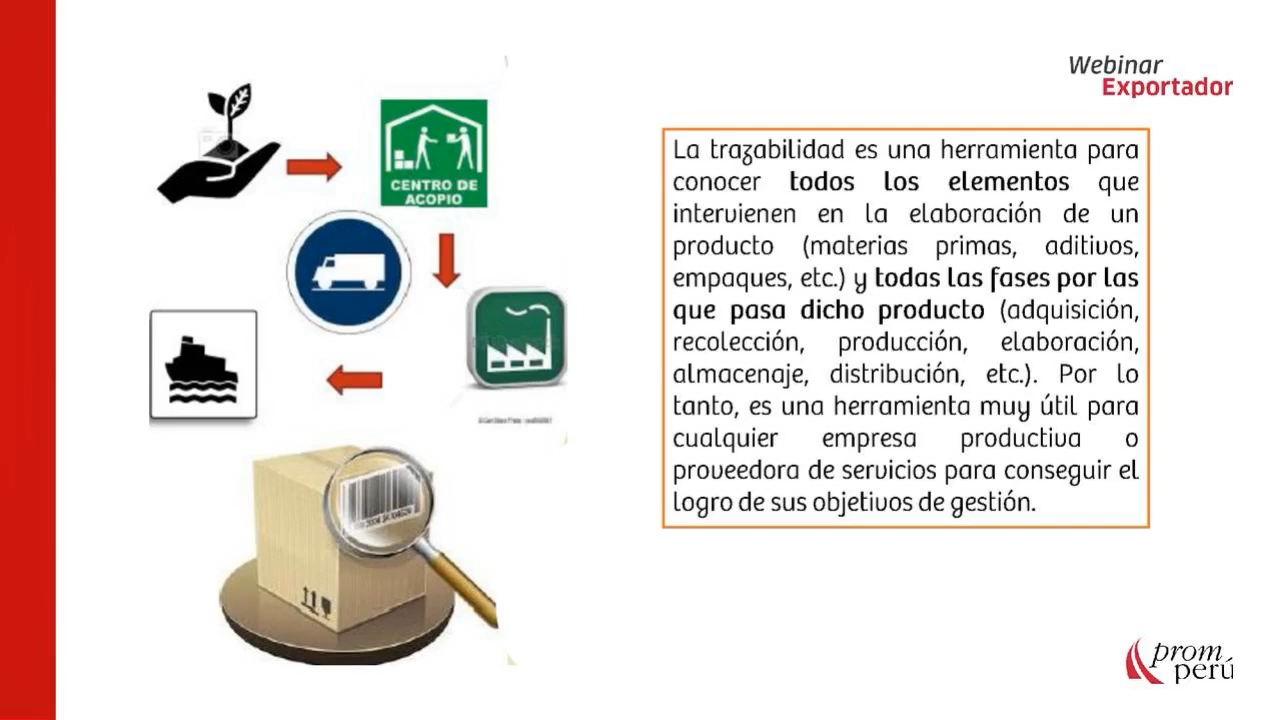 Webinar
Exportador
CENTRO DE
ACOPIO
La trazabilidad es una herramienta para
conocer todos los elementos que
intervienen en la elaboración de un
producto (materias primas, aditivos,
empaques, etc.) y todas las fases por las
que pasa dicho producto (adquisición,
recolección, producción, elaboración,
almacenaje, distribución, etc.). Por lo
tanto, es una herramienta muy útil para
cualquier empresa productiva o
proveedora de servicios para conseguir el
logro de sus objetivos de gestión.
prom
perú